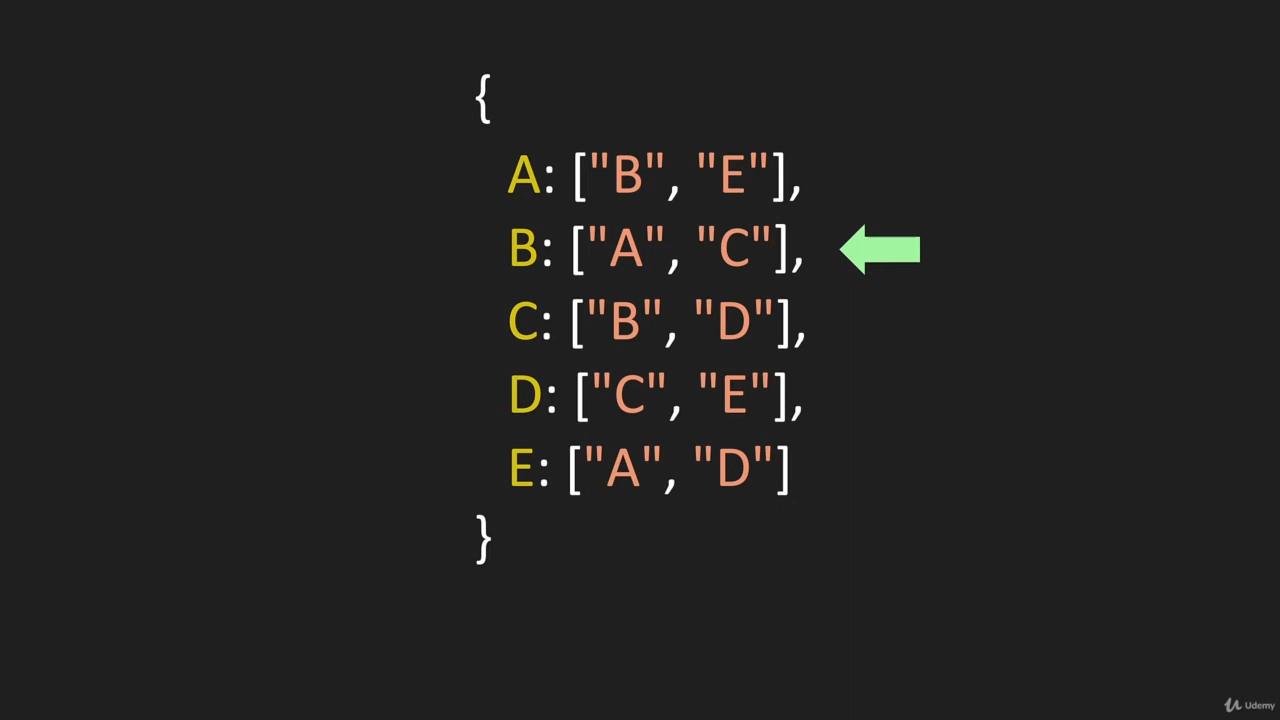 {
A: ["B", "E"],
B: ["A", "C"],
C: ["B", "D"],
D: ["C", "E"],
E: ["A", "D"]
}
Udemy